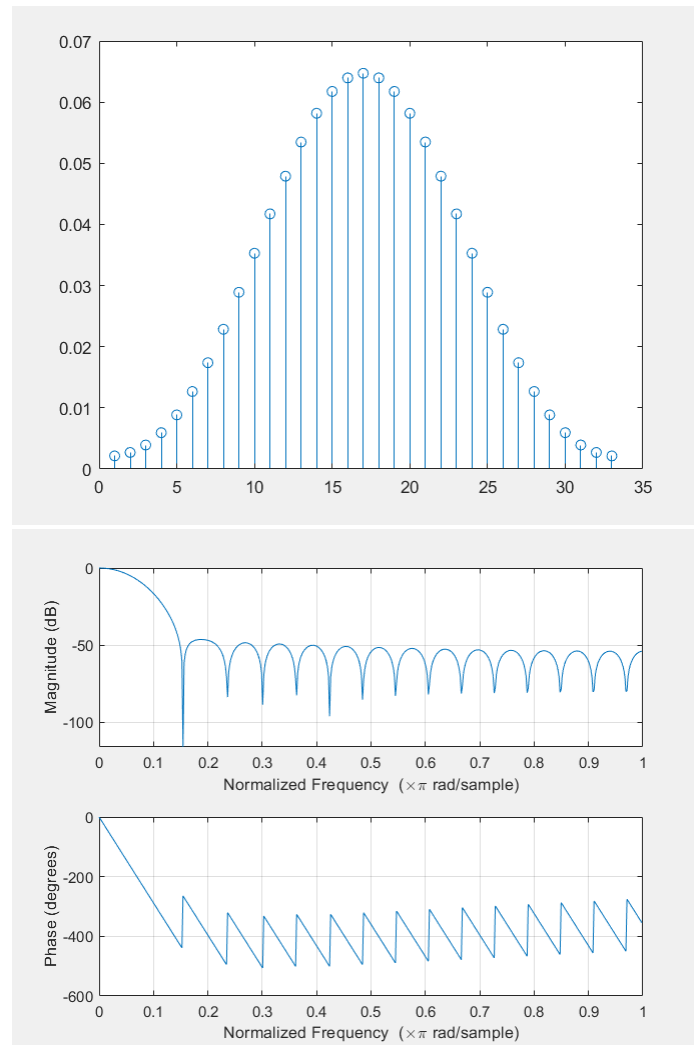 0.07
0.06
0.05
0.04
0.03
0.02
0.01
0
0 5 10 15 20 25 30 35
Magnitude (dB)
0
-50
-100
0 0.1 0.2 0.3 0.4 0.5 0.6 0.7 0.8 0.9 1
Normalized Frequency (×π rad/sample)
Phase (degrees)
0
-200
-400
-600
0 0.1 0.2 0.3 0.4 0.5 0.6 0.7 0.8 0.9 1
Normalized Frequency (×π rad/sample)